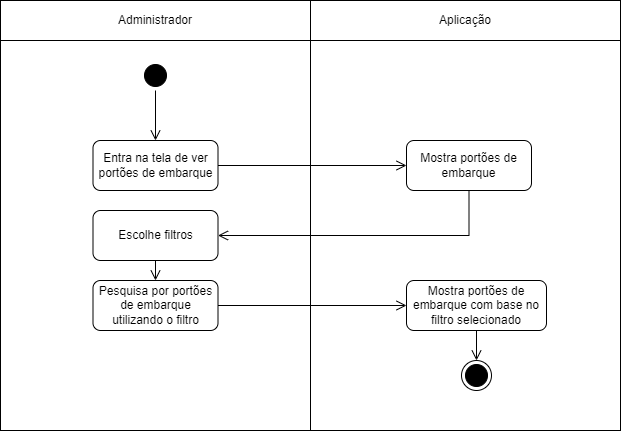 Administrador
Aplicação
Entra na tela de ver
portões de embarque
Mostra portões de
embarque
Escolhe filtros
Pesquisa por portões
de embarque
utilizando o filtro
Mostra portões de
embarque com base no
filtro selecionado